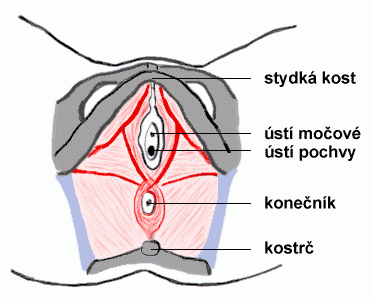 stydká kost
ústí močové
ústí pochvy
konečník
kostrč